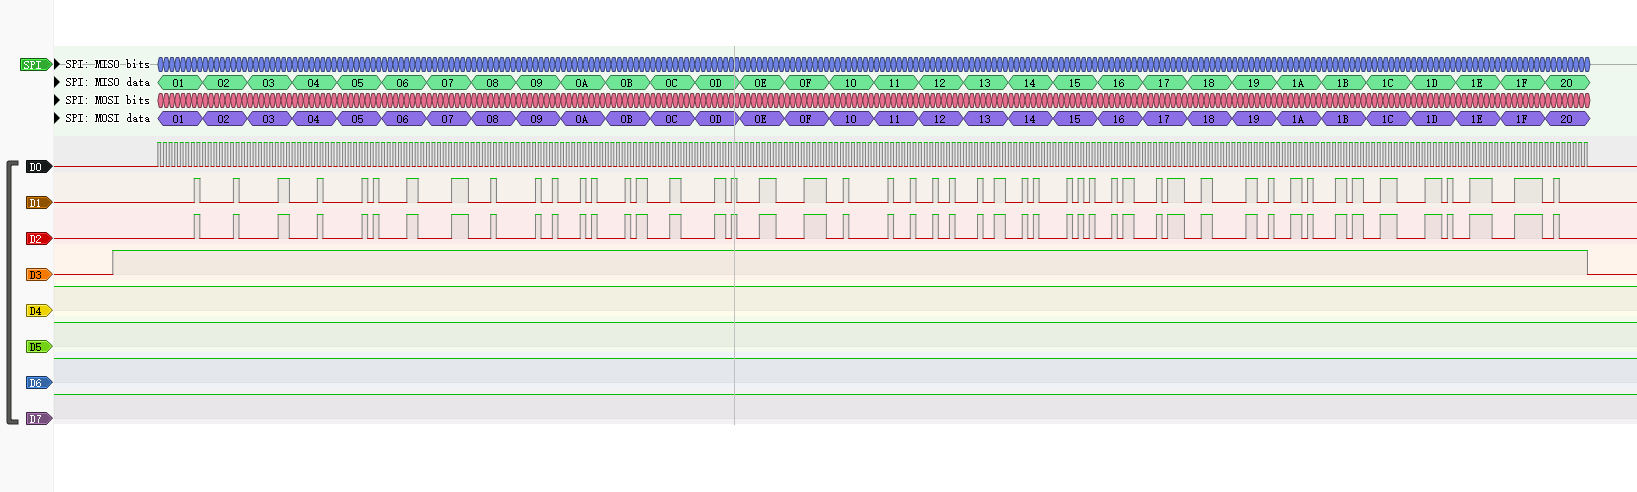 SPI SPI: MISO bits
SPI: MISO data 01 02 03 04 05 06 07 08 09 0A 0B 0C 0D 0E 0F 10 11 12 13 14 15 16 17 18 19 1A 1B 1C 1D 1E 1F 20
SPI: MOSI bits
SPI: MOSI data 01 02 03 04 05 06 07 08 09 0A 0B 0C 0D 0E 0F 10 11 12 13 14 15 16 17 18 19 1A 1B 1C 1D 1E 1F 20
D0
D1
D2
D3
D4
D5
D6
D7